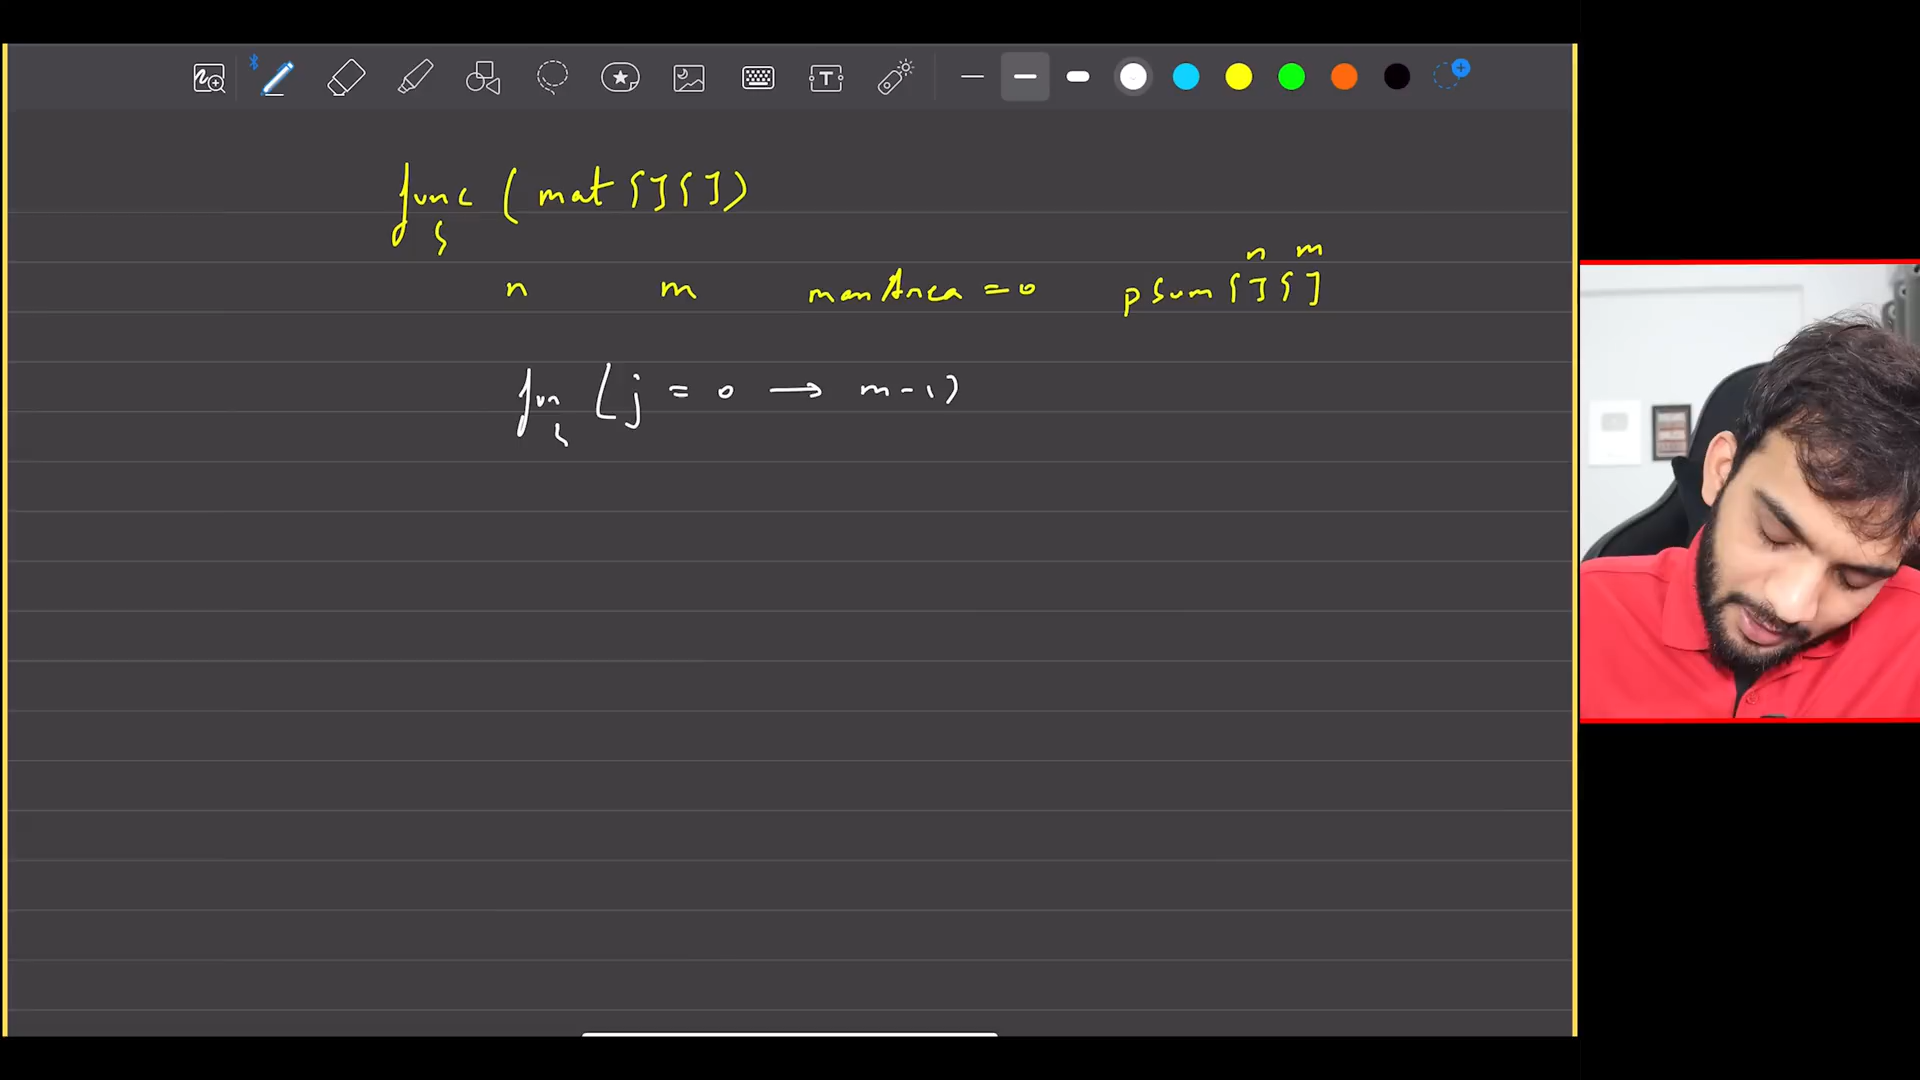 func (mat[][])
{
n m
n m maxArea = 0 pSum[][]
for (j = 0 → m-1)
{
T